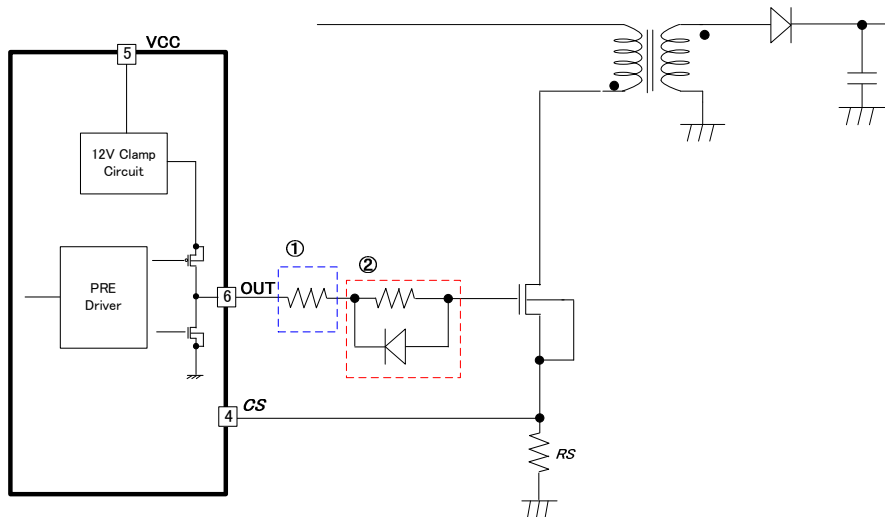 VCC
5
12V Clamp
Circuit
PRE
Driver
6
OUT
①
②
4
CS
RS